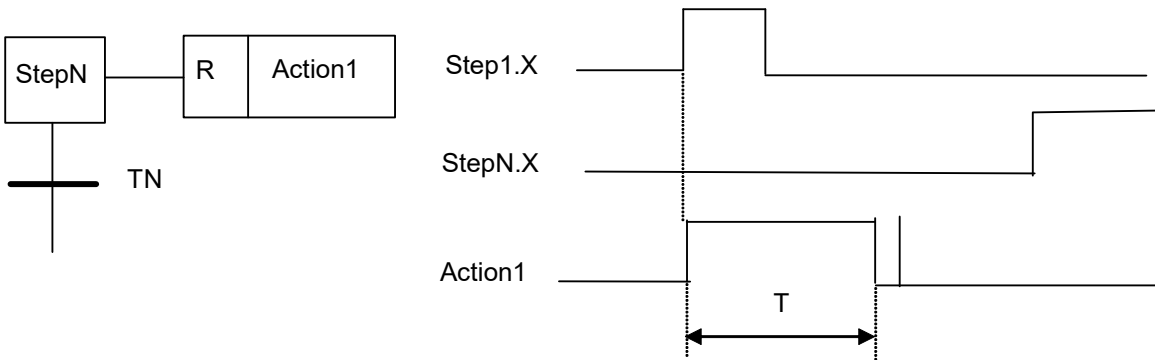 StepN
R
Action1
TN
Step1.X
StepN.X
Action1
T